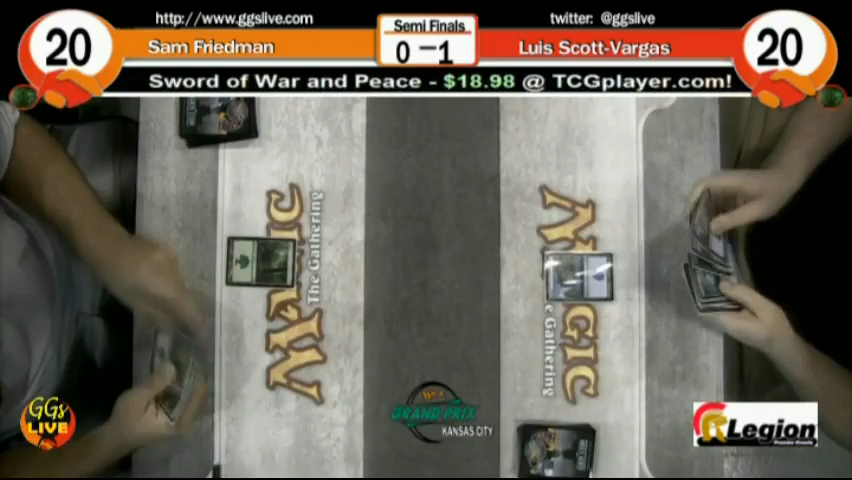 http://www.ggslive.com
Semi Finals
twitter: @ggslive
20
Sam Friedman
0 - 1
Luis Scott-Vargas
20
Sword of War and Peace - $18.98 @ TCGplayer.com!
Magic
The Gathering
Magic
The Gathering
GGs
LIVE
GRAND PRIX
KANSAS CITY
Legion